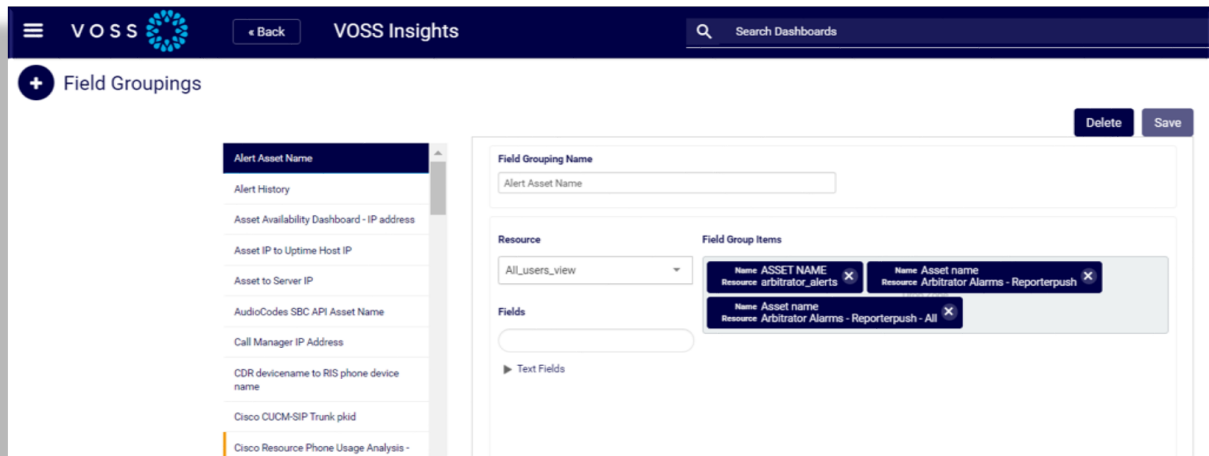 VOSS
« Back
VOSS Insights
Search Dashboards
Field Groupings
Delete
Save
Alert Asset Name
Alert History
Asset Availability Dashboard - IP address
Asset IP to Uptime Host IP
Asset to Server IP
AudioCodes SBC API Asset Name
Call Manager IP Address
CDR devicename to RIS phone device
name
Cisco CUCM-SIP Trunk pkid
Cisco Resource Phone Usage Analysis -
Field Grouping Name
Alert Asset Name
Resource
All_users_view
Fields
Text Fields
Field Group Items
Name ASSET NAME
Resource arbitrator_alerts
Name Asset name
Resource Arbitrator Alarms - Reporterpush
Name Asset name
Resource Arbitrator Alarms - Reporterpush - All